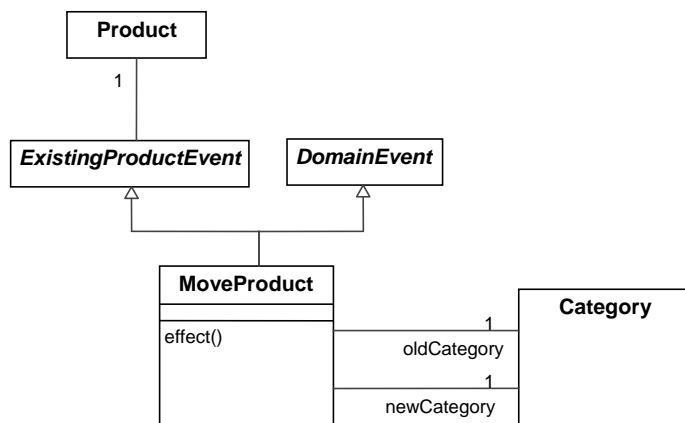 Product
1
ExistingProductEvent
DomainEvent
MoveProduct
effect()
Category
1
oldCategory
1
newCategory